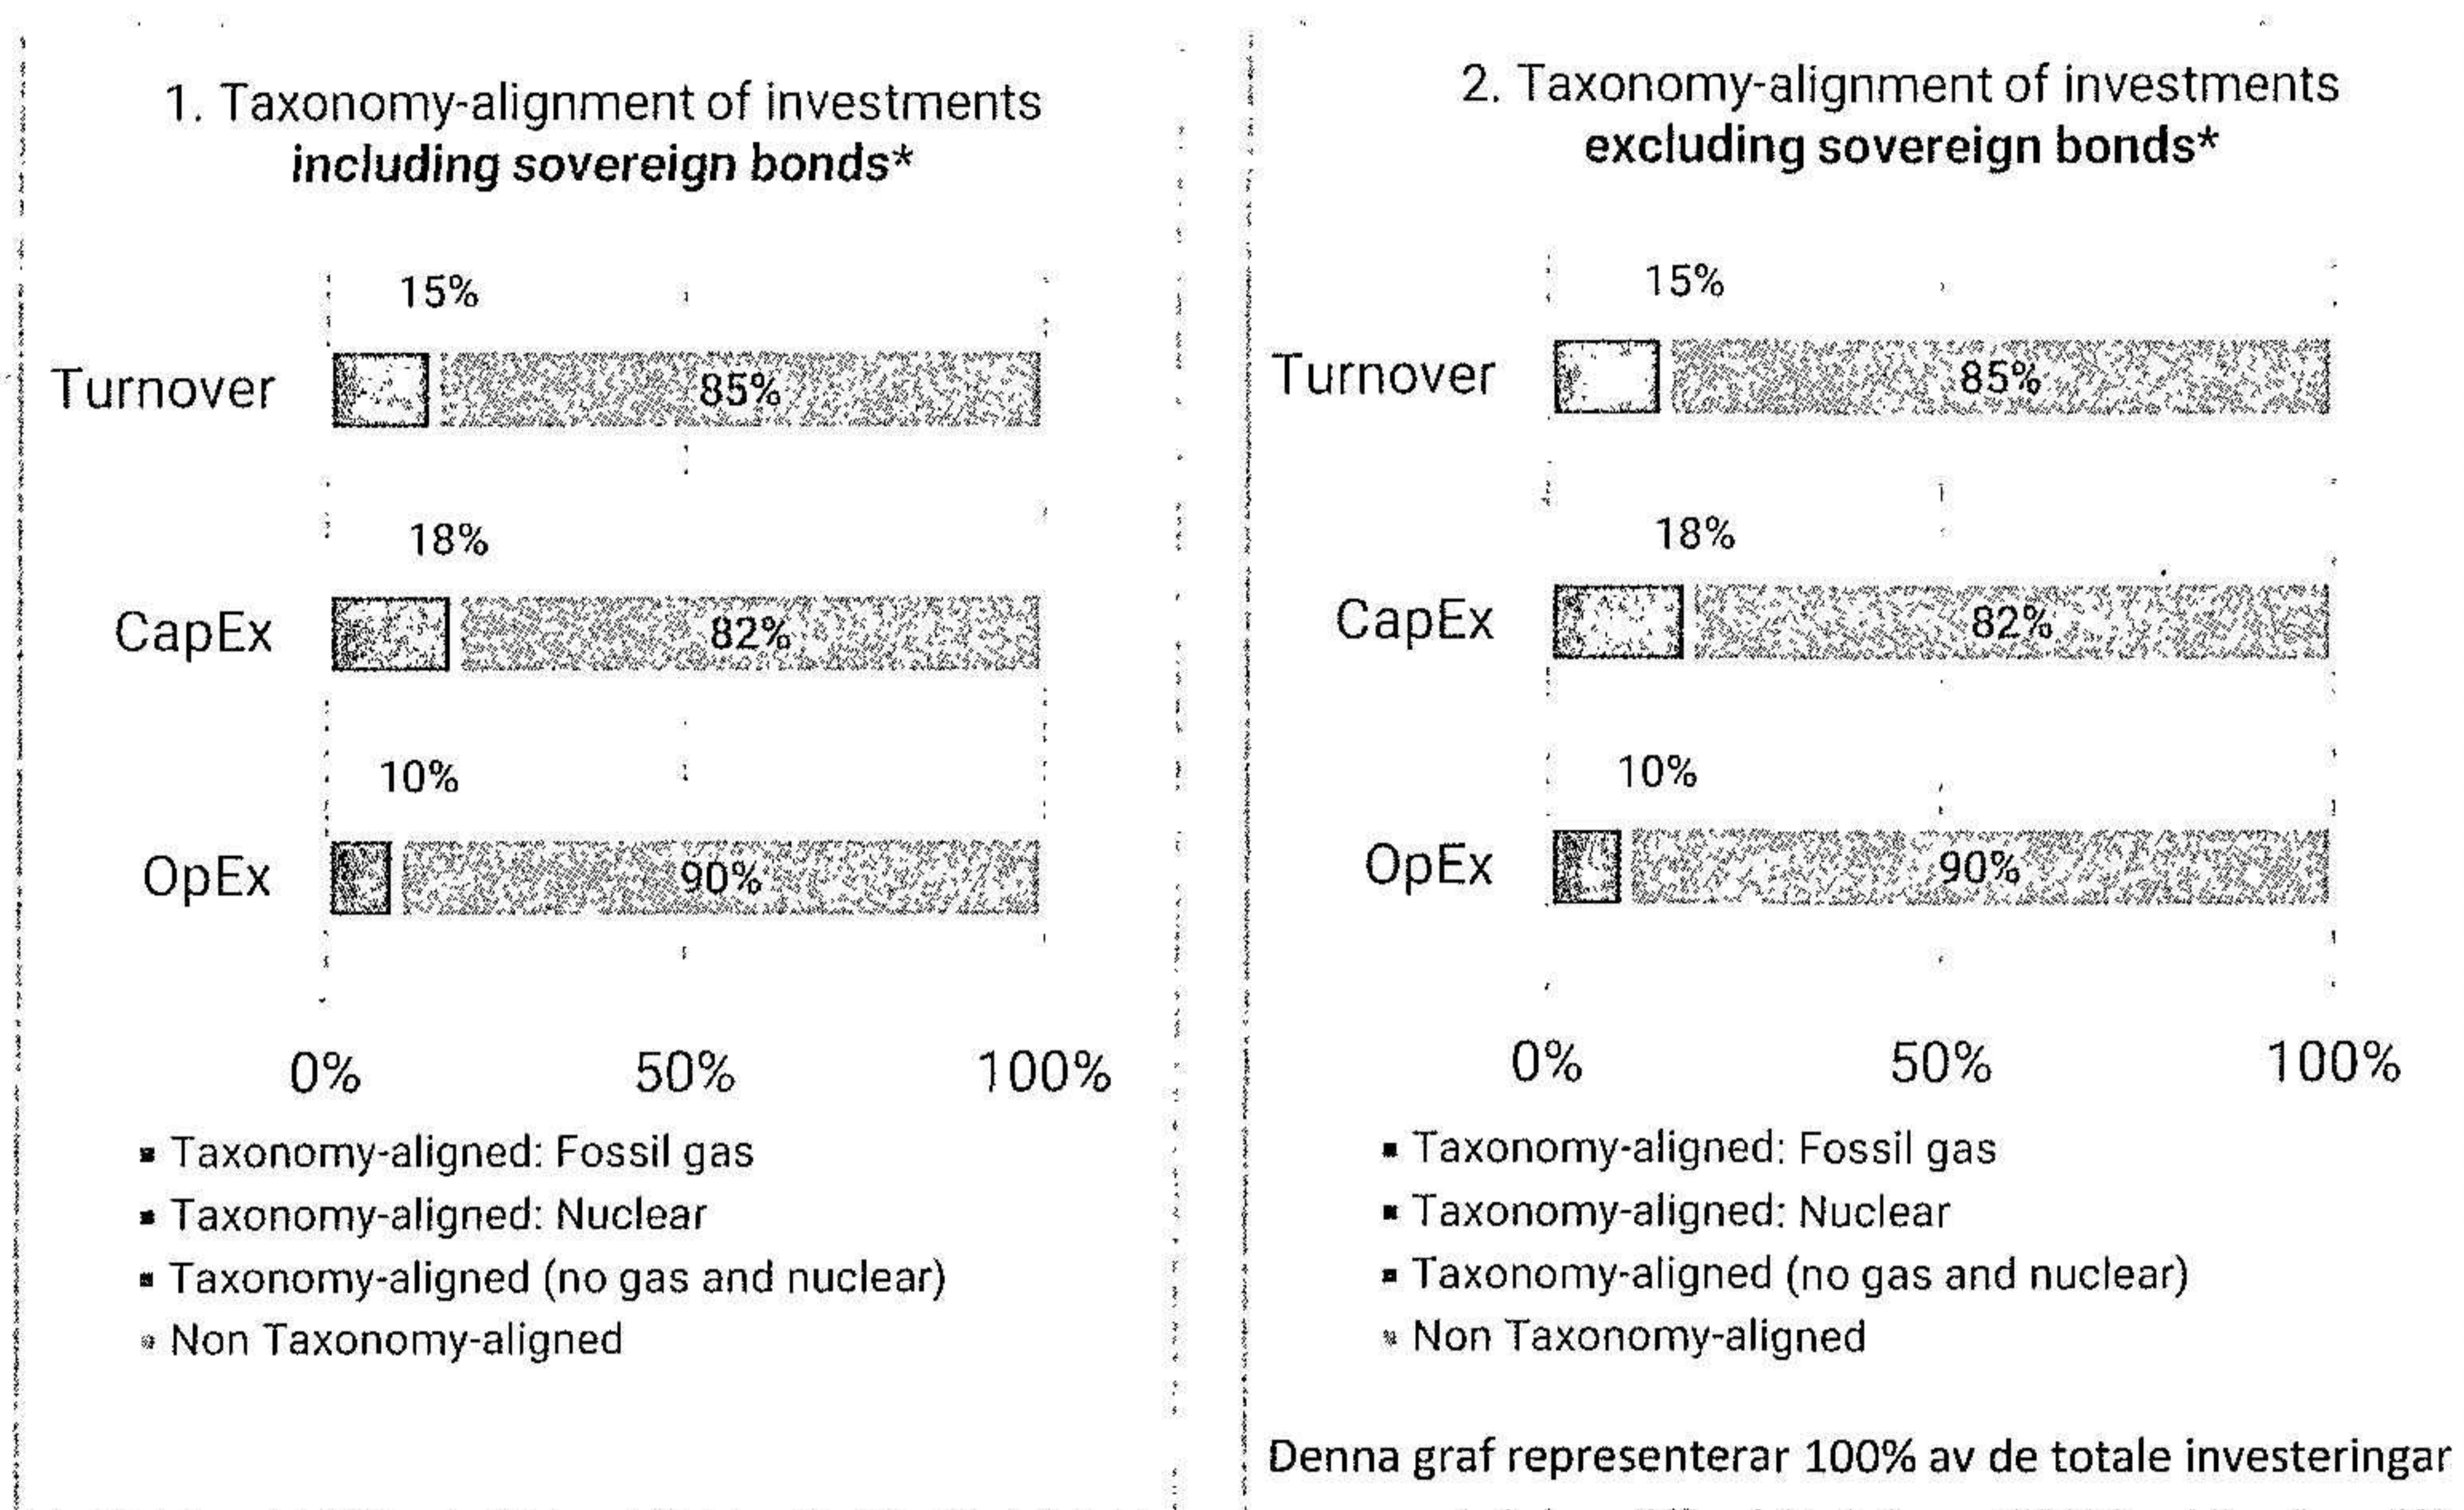 1. Taxonomy-alignment of investments
including sovereign bonds*
15%
Turnover
85%
18%
CapEx
82%
10%
OpEx
90%
0% 50% 100%
▪ Taxonomy-aligned: Fossil gas
▪ Taxonomy-aligned: Nuclear
▪ Taxonomy-aligned (no gas and nuclear)
▪ Non Taxonomy-aligned
2. Taxonomy-alignment of investments
excluding sovereign bonds*
15%
Turnover
85%
18%
CapEx
82%
10%
OpEx
90%
0% 50% 100%
▪ Taxonomy-aligned: Fossil gas
▪ Taxonomy-aligned: Nuclear
▪ Taxonomy-aligned (no gas and nuclear)
▪ Non Taxonomy-aligned
Denna graf representerar 100% av de totale investeringar